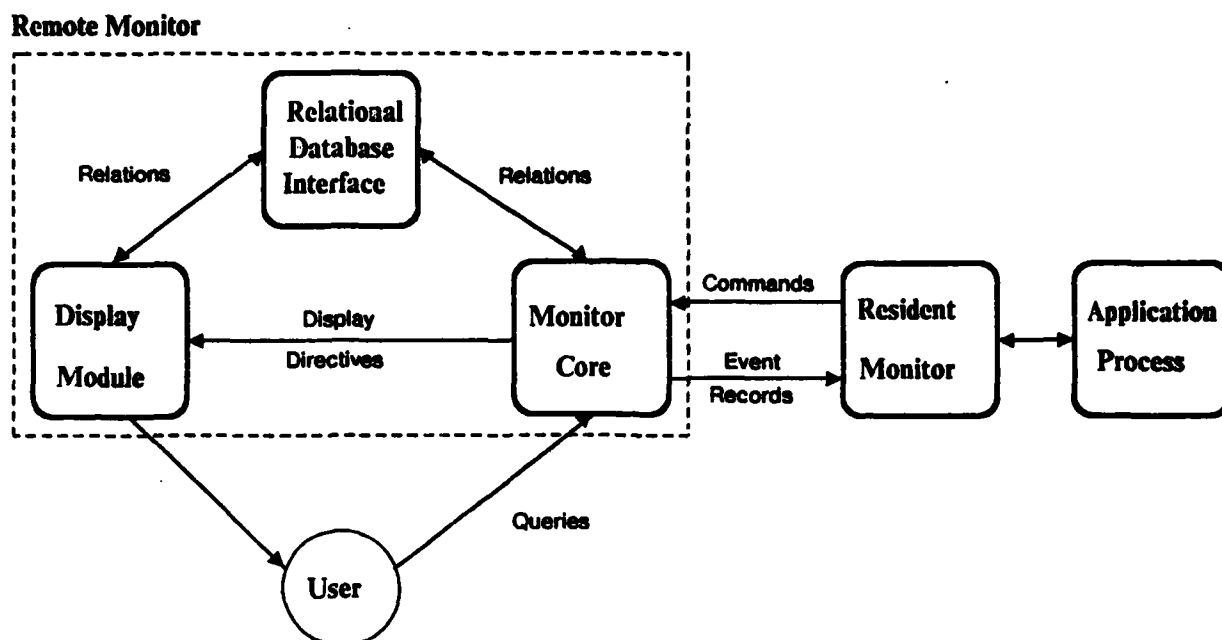 Remote Monitor
Relational
Database
Interface
Relations
Relations
Display
Module
Display
Directives
Monitor
Core
Commands
Event
Records
Resident
Monitor
Application
Process
Queries
User